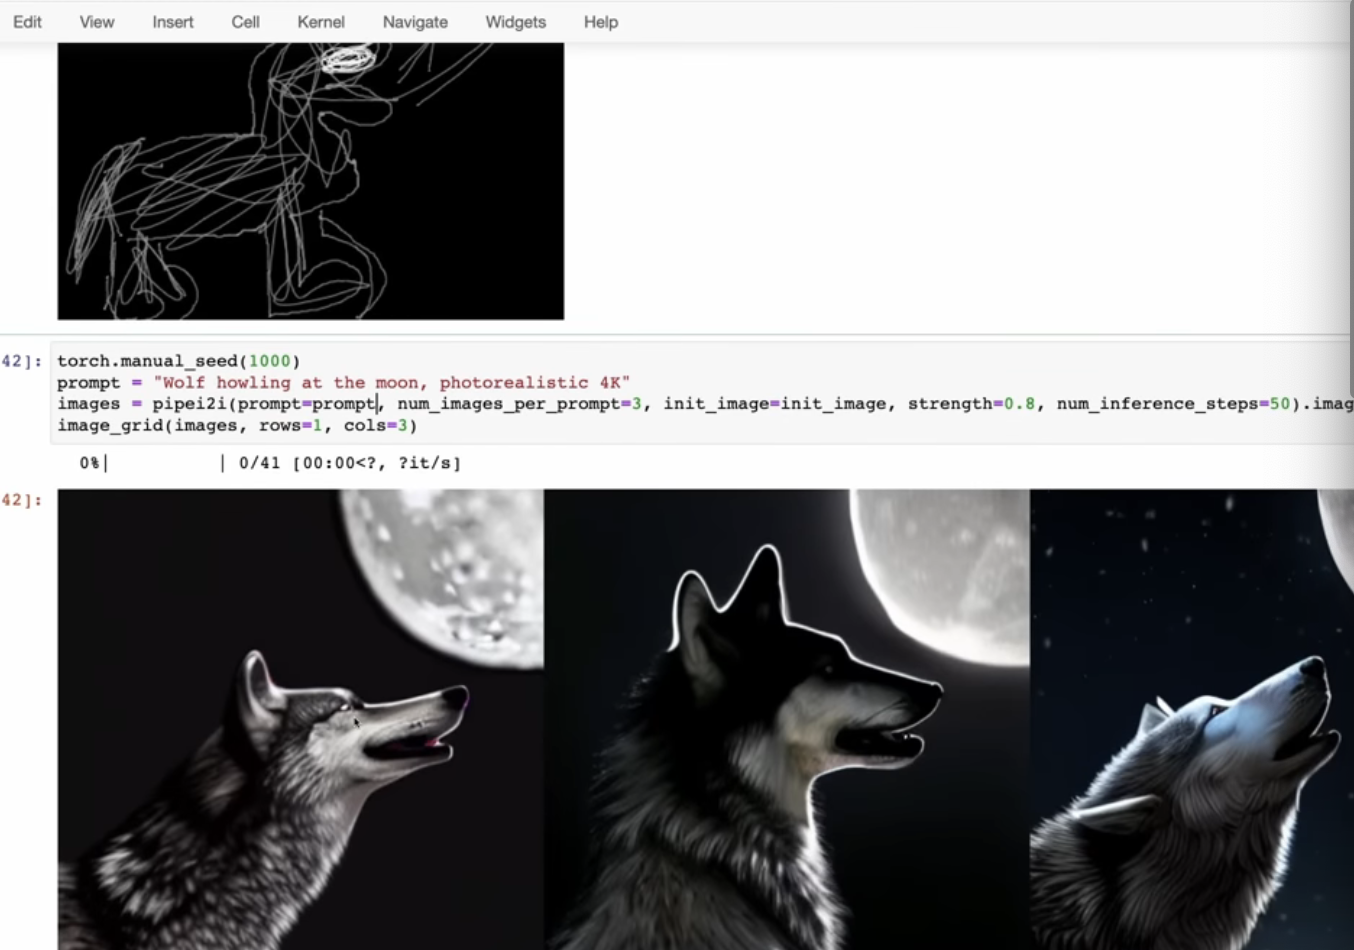 Edit View Insert Cell Kernel Navigate Widgets Help
42]:
torch.manual_seed(1000)
prompt = "Wolf howling at the moon, photorealistic 4K"
images = pipei2i(prompt=prompt, num_images_per_prompt=3, init_image=init_image, strength=0.8, num_inference_steps=50).imag
image_grid(images, rows=1, cols=3)
0%| | 0/41 [00:00<?, ?it/s]
42]: